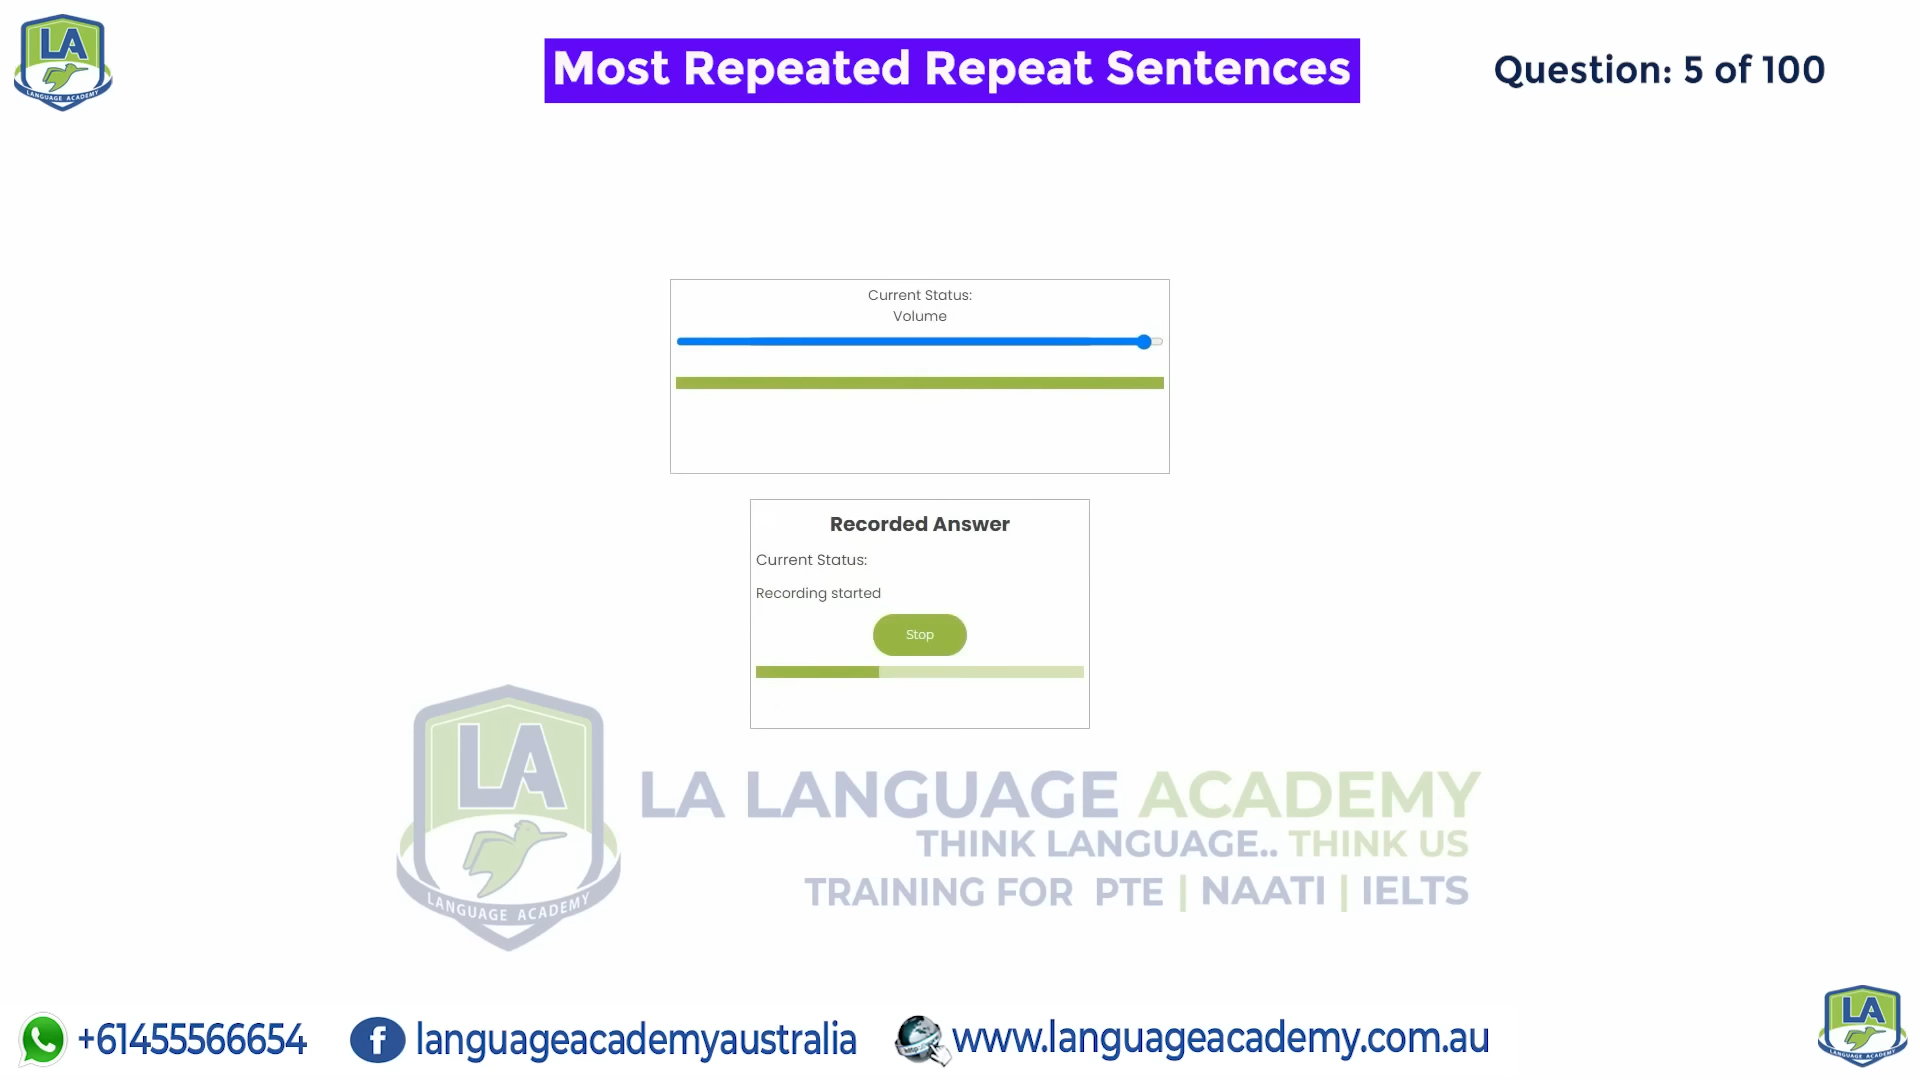 LA
LANGUAGE ACADEMY
Most Repeated Repeat Sentences
Question: 5 of 100
Current Status:
Volume
Recorded Answer
Current Status:
Recording started
Stop
LA
LANGUAGE ACADEMY
LA LANGUAGE ACADEMY
THINK LANGUAGE.. THINK US
TRAINING FOR PTE | NAATI | IELTS
+61455566654
f
languageacademyaustralia
www.languageacademy.com.au
LA
LANGUAGE ACADEMY